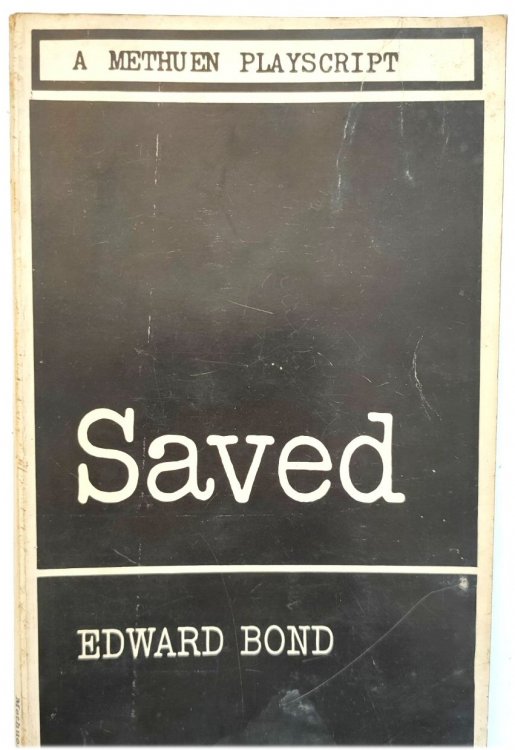 A METHUEN PLAYSCRIPT
Saved
EDWARD BOND